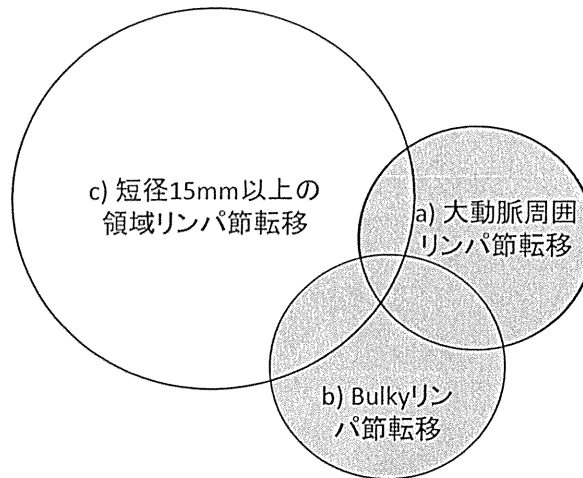 c) 短径15mm以上の
領域リンパ節転移
a) 大動脈周囲
リンパ節転移
b) Bulkyリン
パ節転移